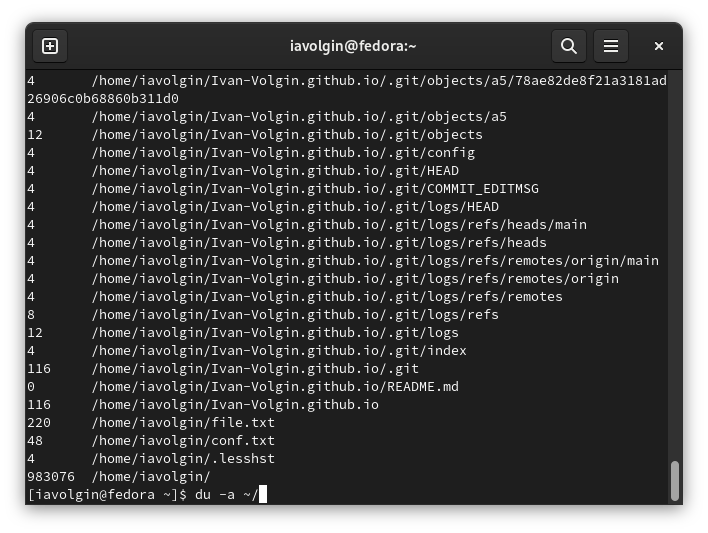 iavolgin@fedora:~
4 /home/iavolgin/Ivan-Volgin.github.io/.git/objects/a5/78ae82de8f21a3181ad
26906c0b68860b311d0
4 /home/iavolgin/Ivan-Volgin.github.io/.git/objects/a5
12 /home/iavolgin/Ivan-Volgin.github.io/.git/objects
4 /home/iavolgin/Ivan-Volgin.github.io/.git/config
4 /home/iavolgin/Ivan-Volgin.github.io/.git/HEAD
4 /home/iavolgin/Ivan-Volgin.github.io/.git/COMMIT_EDITMSG
4 /home/iavolgin/Ivan-Volgin.github.io/.git/logs/HEAD
4 /home/iavolgin/Ivan-Volgin.github.io/.git/logs/refs/heads/main
4 /home/iavolgin/Ivan-Volgin.github.io/.git/logs/refs/heads
4 /home/iavolgin/Ivan-Volgin.github.io/.git/logs/refs/remotes/origin/main
4 /home/iavolgin/Ivan-Volgin.github.io/.git/logs/refs/remotes/origin
4 /home/iavolgin/Ivan-Volgin.github.io/.git/logs/refs/remotes
8 /home/iavolgin/Ivan-Volgin.github.io/.git/logs/refs
12 /home/iavolgin/Ivan-Volgin.github.io/.git/logs
4 /home/iavolgin/Ivan-Volgin.github.io/.git/index
116 /home/iavolgin/Ivan-Volgin.github.io/.git
0 /home/iavolgin/Ivan-Volgin.github.io/README.md
116 /home/iavolgin/Ivan-Volgin.github.io
220 /home/iavolgin/file.txt
48 /home/iavolgin/conf.txt
4 /home/iavolgin/.lesshst
983076 /home/iavolgin/
[iavolgin@fedora ~]$ du -a ~/